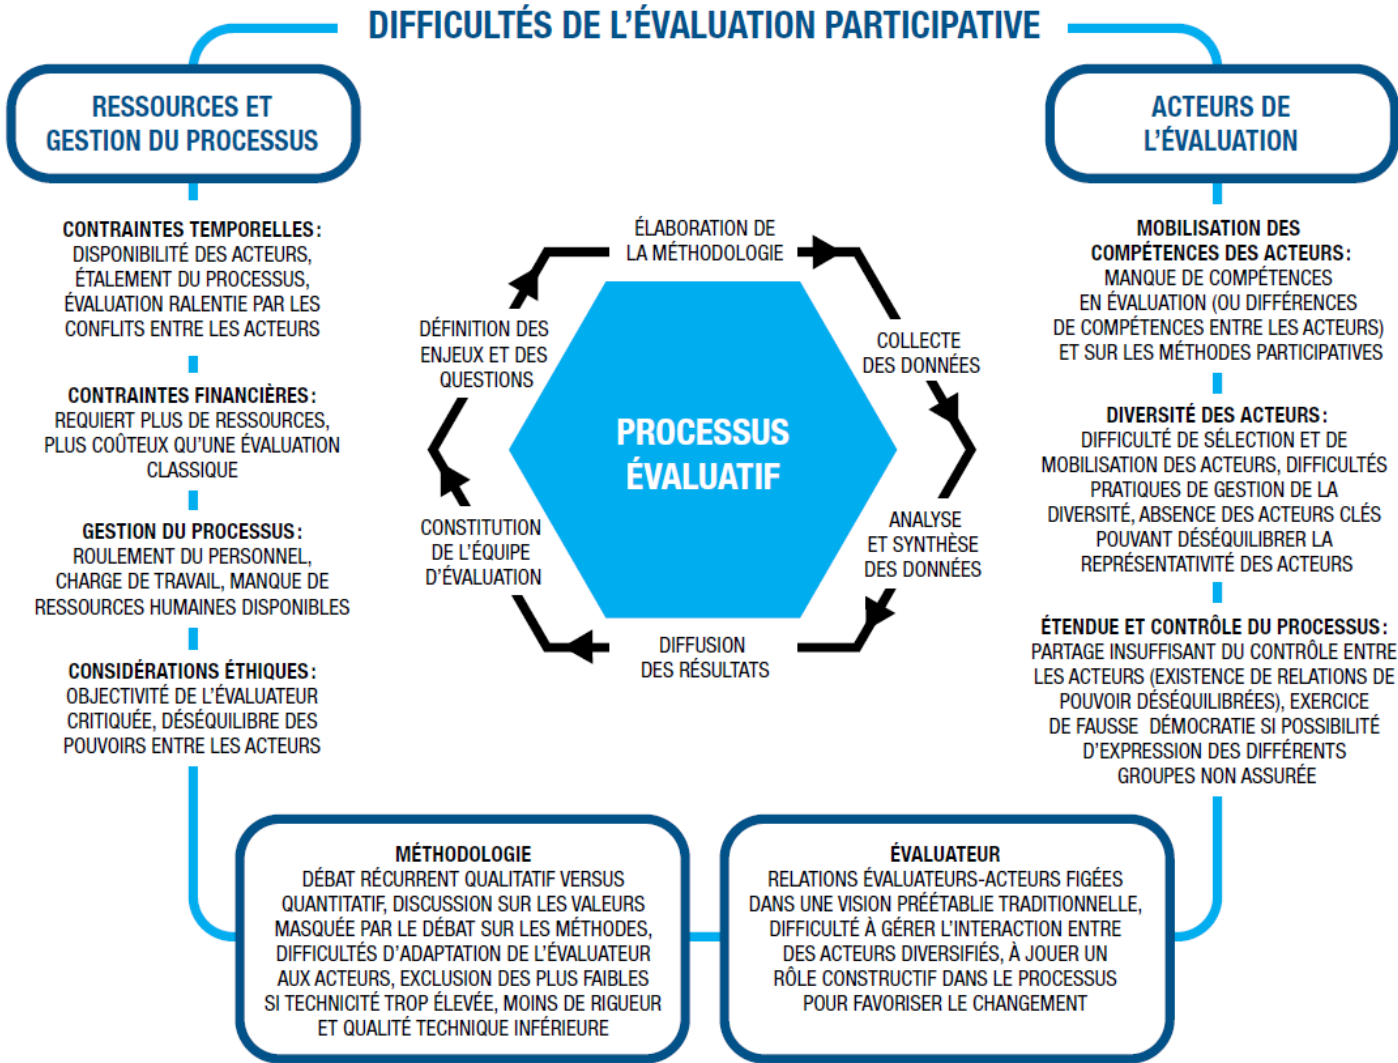 DIFFICULTÉS DE L'ÉVALUATION PARTICIPATIVE
RESSOURCES ET
GESTION DU PROCESSUS
CONTRAINTES TEMPORELLES :
DISPONIBILITÉ DES ACTEURS,
ÉTALEMENT DU PROCESSUS,
ÉVALUATION RALENTIE PAR LES
CONFLITS ENTRE LES ACTEURS
CONTRAINTES FINANCIÈRES :
REQUIERT PLUS DE RESSOURCES,
PLUS COÛTEUX QU'UNE ÉVALUATION
CLASSIQUE
GESTION DU PROCESSUS :
ROULEMENT DU PERSONNEL,
CHARGE DE TRAVAIL, MANQUE DE
RESSOURCES HUMAINES DISPONIBLES
CONSIDÉRATIONS ÉTHIQUES :
OBJECTIVITÉ DE L'ÉVALUATEUR
CRITIQUÉE, DÉSÉQUILIBRE DES
POUVOIRS ENTRE LES ACTEURS
ÉLABORATION DE
LA MÉTHODOLOGIE
COLLECTE
DES DONNÉES
ANALYSE
ET SYNTHÈSE
DES DONNÉES
DIFFUSION
DES RÉSULTATS
CONSTITUTION
DE L'ÉQUIPE
D'ÉVALUATION
DÉFINITION DES
ENJEUX ET DES
QUESTIONS
PROCESSUS
ÉVALUATIF
ACTEURS DE
L'ÉVALUATION
MOBILISATION DES
COMPÉTENCES DES ACTEURS :
MANQUE DE COMPÉTENCES
EN ÉVALUATION (OU DIFFÉRENCES
DE COMPÉTENCES ENTRE LES ACTEURS)
ET SUR LES MÉTHODES PARTICIPATIVES
DIVERSITÉ DES ACTEURS :
DIFFICULTÉ DE SÉLECTION ET DE
MOBILISATION DES ACTEURS, DIFFICULTÉS
PRATIQUES DE GESTION DE LA
DIVERSITÉ, ABSENCE DES ACTEURS CLÉS
POUVANT DÉSÉQUILIBRER LA
REPRÉSENTATIVITÉ DES ACTEURS
ÉTENDUE ET CONTRÔLE DU PROCESSUS :
PARTAGE INSUFFISANT DU CONTRÔLE ENTRE
LES ACTEURS (EXISTENCE DE RELATIONS DE
POUVOIR DÉSÉQUILIBRÉES), EXERCICE
DE FAUSSE DÉMOCRATIE SI POSSIBILITÉ
D'EXPRESSION DES DIFFÉRENTS
GROUPES NON ASSURÉE
MÉTHODOLOGIE
DÉBAT RÉCURRENT QUALITATIF VERSUS
QUANTITATIF, DISCUSSION SUR LES VALEURS
MASQUÉE PAR LE DÉBAT SUR LES MÉTHODES,
DIFFICULTÉS D'ADAPTATION DE L'ÉVALUATEUR
AUX ACTEURS, EXCLUSION DES PLUS FAIBLES
SI TECHNICITÉ TROP ÉLEVÉE, MOINS DE RIGUEUR
ET QUALITÉ TECHNIQUE INFÉRIEURE
ÉVALUATEUR
RELATIONS ÉVALUATEURS-ACTEURS FIGÉES
DANS UNE VISION PRÉÉTABLIE TRADITIONNELLE,
DIFFICULTÉ À GÉRER L'INTERACTION ENTRE
DES ACTEURS DIVERSIFIÉS, À JOUER UN
RÔLE CONSTRUCTIF DANS LE PROCESSUS
POUR FAVORISER LE CHANGEMENT